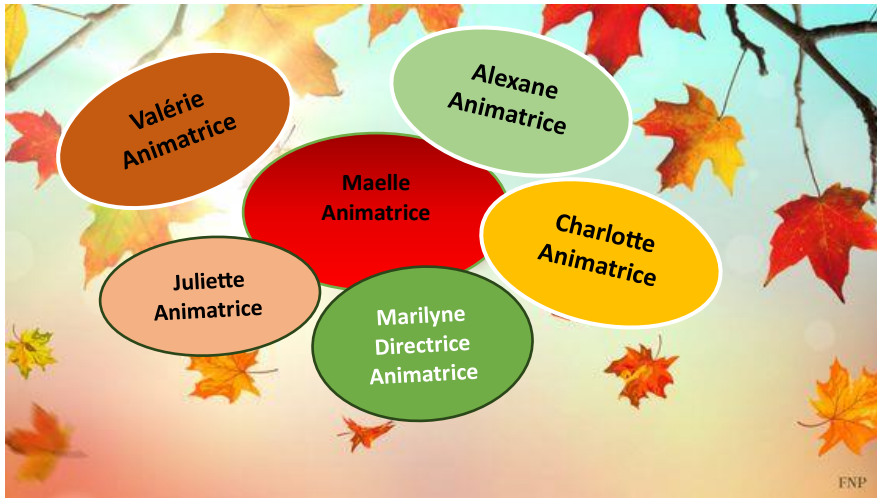 Valérie
Animatrice
Alexane
Animatrice
Maelle
Animatrice
Charlotte
Animatrice
Juliette
Animatrice
Marilyne
Directrice
Animatrice
FNP